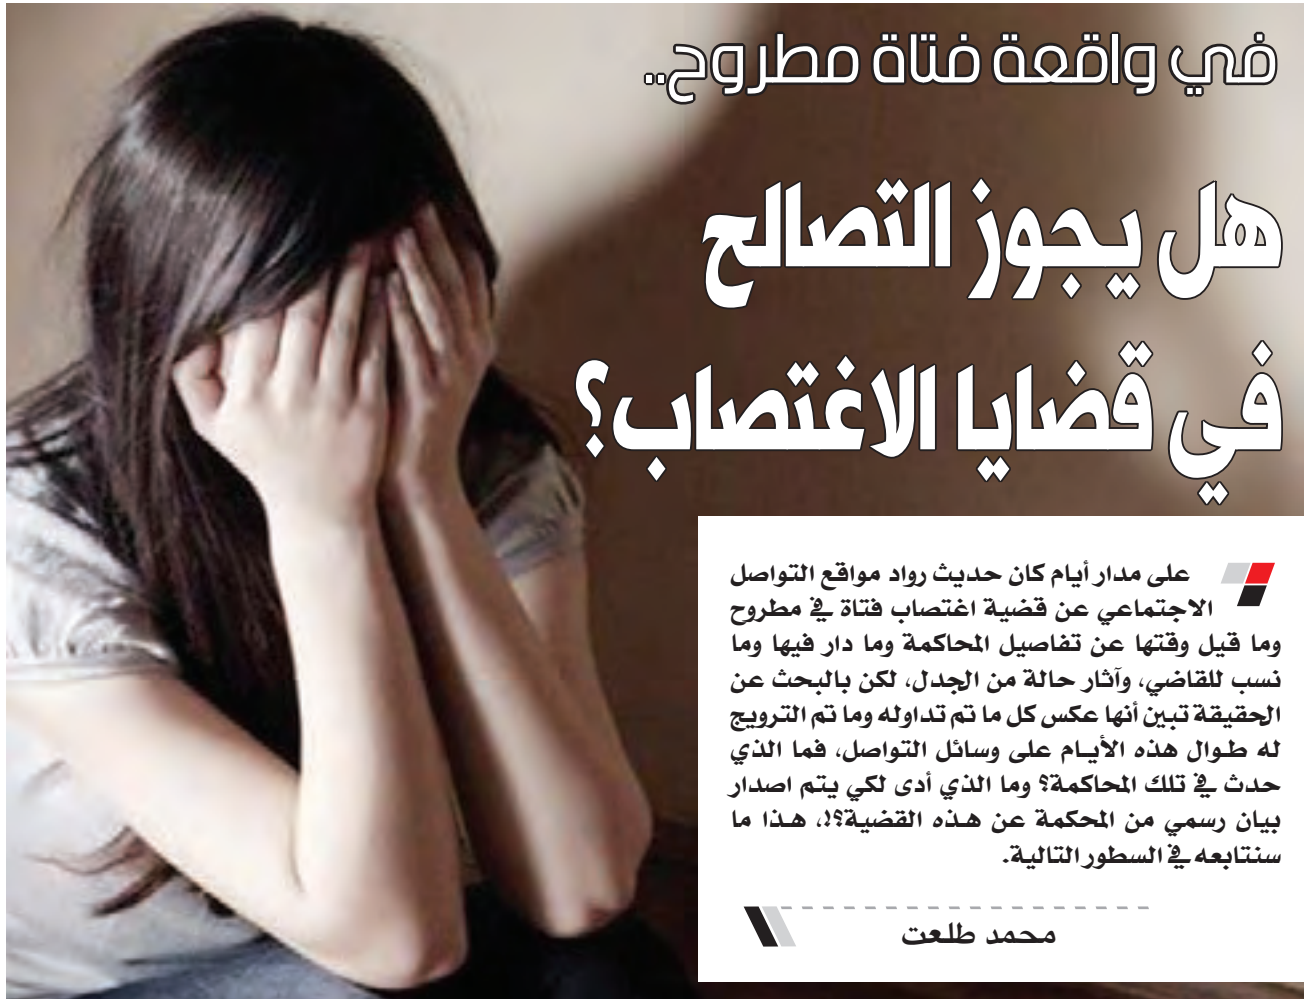 في واقعة فتاة مطروح..
هل يجوز التصالح
في قضايا الاغتصاب؟
على مدار أيام كان حديث رواد مواقع التواصل
الاجتماعي عن قضية اغتصاب فتاة في مطروح
وما قيل وقتها عن تفاصيل المحاكمة وما دار فيها وما
نسب للقاضي، وآثار حالة من الجدل، لكن بالبحث عن
الحقيقة تبين أنها عكس كل ما تم تداوله وما تم الترويج
له طوال هذه الأيام على وسائل التواصل، فما الذي
حدث في تلك المحاكمة؟ وما الذي أدى لكي يتم اصدار
بيان رسمي من المحكمة عن هذه القضية؟!، هذا ما
سنتابعه في السطور التالية.
محمد طلعت